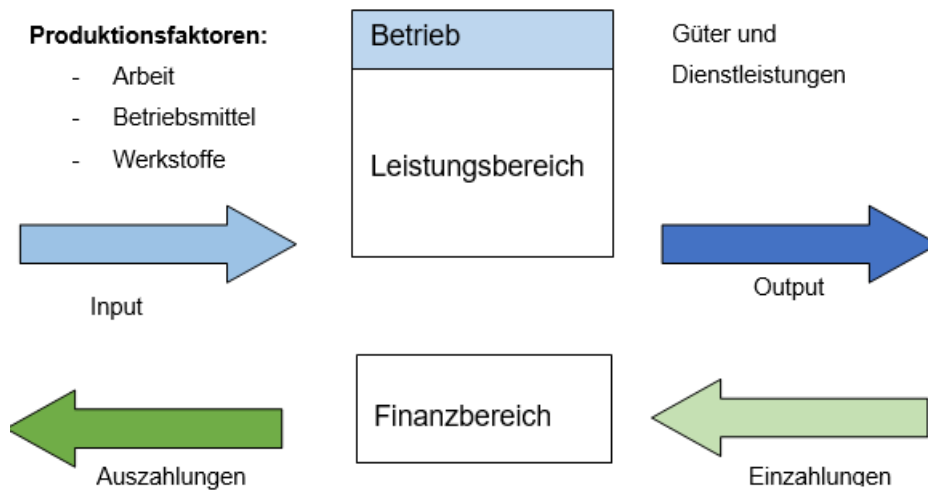 Produktionsfaktoren:
- Arbeit
- Betriebsmittel
- Werkstoffe
Input
Betrieb
Leistungsbereich
Güter und
Dienstleistungen
Output
Auszahlungen
Finanzbereich
Einzahlungen